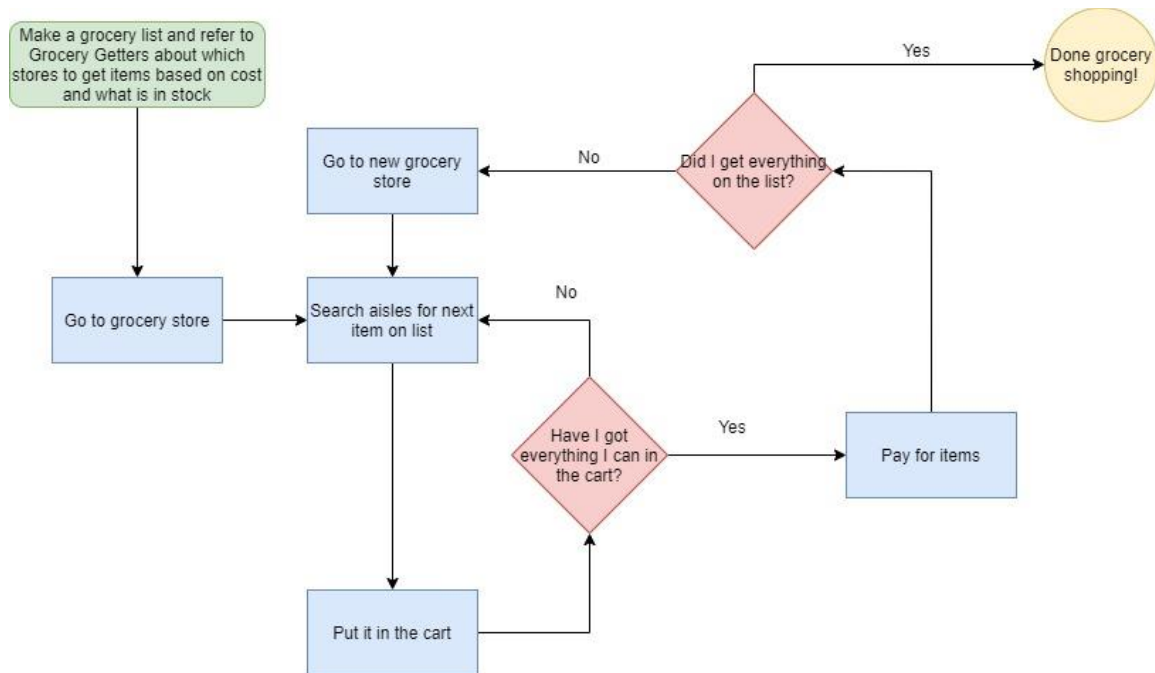 Make a grocery list and refer to
Grocery Getters about which
stores to get items based on cost
and what is in stock
Yes
Done grocery
shopping!
Go to new grocery
store
No
Did I get everything
on the list?
Go to grocery store
Search aisles for next
item on list
No
Have I got
everything I can in
the cart?
Yes
Pay for items
Put it in the cart